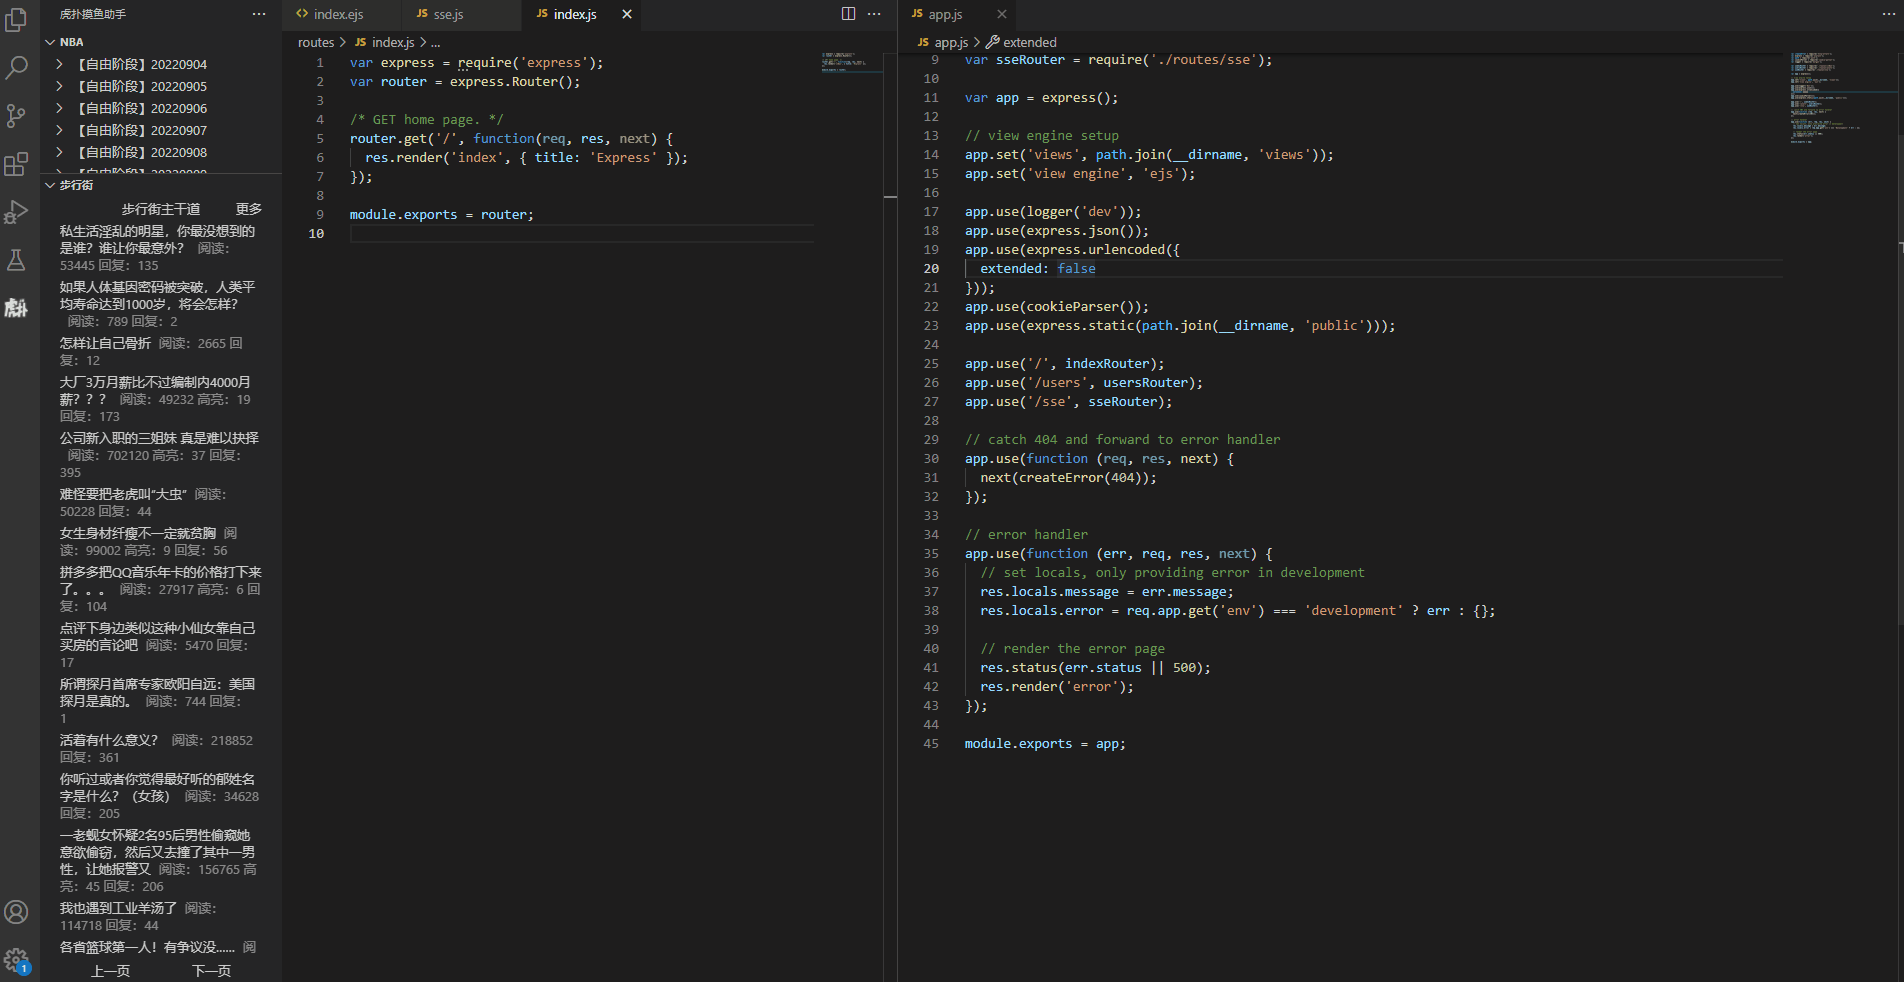 虎扑摸鱼助手
NBA
【自由阶段】20220904
【自由阶段】20220905
【自由阶段】20220906
【自由阶段】20220907
【自由阶段】20220908
步行街
步行街主干道 更多
私生活淫乱的明星，你最没想到的
是谁？谁让你最意外？ 阅读：
53445 回复：135
如果人体基因密码被突破，人类平
均寿命达到1000岁，将会怎样？
阅读：789 回复：2
怎样让自己骨折 阅读：2665 回
复：12
大厂3万月薪比不过编制内4000月
薪？？？ 阅读：49232 高亮：19
回复：173
公司新入职的三姐妹 真是难以抉择
阅读：702120 高亮：37 回复：
395
难怪要把老虎叫“大虫” 阅读：
50228 回复：44
女生身材纤瘦不一定就贫胸 阅
读：99002 高亮：9 回复：56
拼多多把QQ音乐年卡的价格打下来
了。。。 阅读：27917 高亮：6 回
复：104
点评下身边类似这种小仙女靠自己
买房的言论吧 阅读：5470 回复：
17
所谓探月首席专家欧阳自远：美国
探月是真的。 阅读：744 回复：
1
活着有什么意义？ 阅读：218852
回复：361
你听过或者你觉得最好听的郁姓名
字是什么？（女孩） 阅读：34628
回复：205
一老蚬女怀疑2名95后男性偷窥她
意欲偷窃，然后又去撞了其中一男
性，让她报警又 阅读：156765 高
亮：45 回复：206
我也遇到工业羊汤了 阅读：
114718 回复：44
各省篮球第一人！有争议没...... 阅
上一页 下一页
1
index.ejs
JS sse.js
JS index.js
routes > JS index.js > ...
1 var express = require('express');
2 var router = express.Router();
3
4 /* GET home page. */
5 router.get('/', function(req, res, next) {
6   res.render('index', { title: 'Express' });
7 });
8
9 module.exports = router;
10
JS app.js
JS app.js > extended
9 var sseRouter = require('./routes/sse');
10
11 var app = express();
12
13 // view engine setup
14 app.set('views', path.join(__dirname, 'views'));
15 app.set('view engine', 'ejs');
16
17 app.use(logger('dev'));
18 app.use(express.json());
19 app.use(express.urlencoded({
20   extended: false
21 }));
22 app.use(cookieParser());
23 app.use(express.static(path.join(__dirname, 'public')));
24
25 app.use('/', indexRouter);
26 app.use('/users', usersRouter);
27 app.use('/sse', sseRouter);
28
29 // catch 404 and forward to error handler
30 app.use(function (req, res, next) {
31   next(createError(404));
32 });
33
34 // error handler
35 app.use(function (err, req, res, next) {
36   // set locals, only providing error in development
37   res.locals.message = err.message;
38   res.locals.error = req.app.get('env') === 'development' ? err : {};
39
40   // render the error page
41   res.status(err.status || 500);
42   res.render('error');
43 });
44
45 module.exports = app;